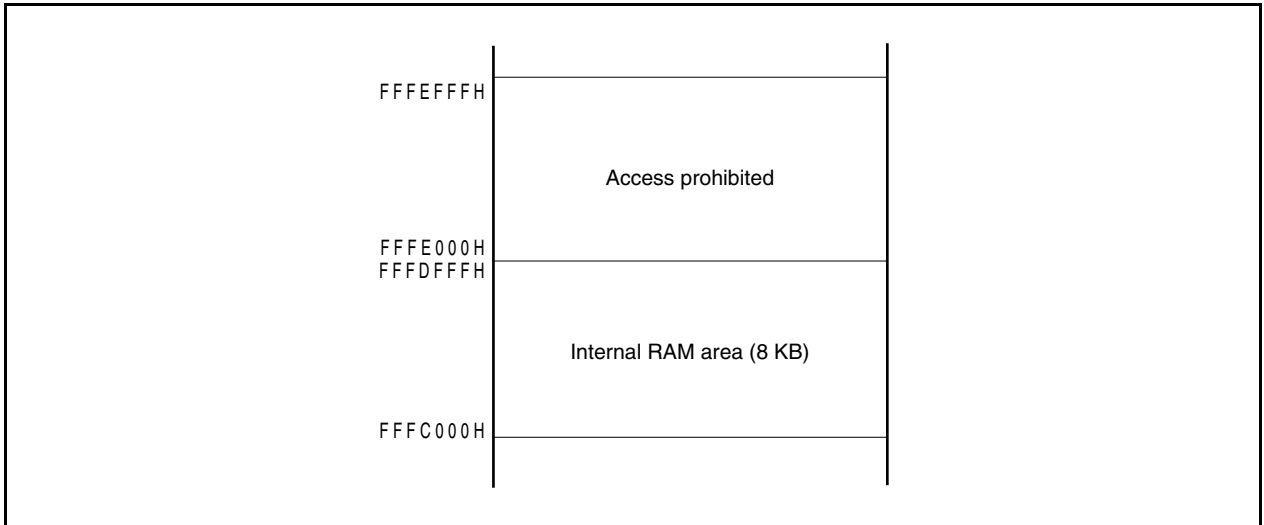 FFFEFFFH
Access prohibited
FFFE000H
FFFDFFFH
Internal RAM area (8 KB)
FFFC000H